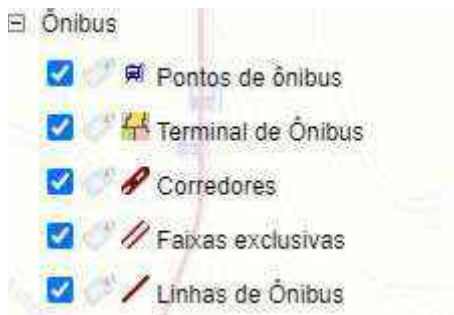 Ônibus
Pontos de ônibus
Terminal de Ônibus
Corredores
Faixas exclusivas
Linhas de Ônibus